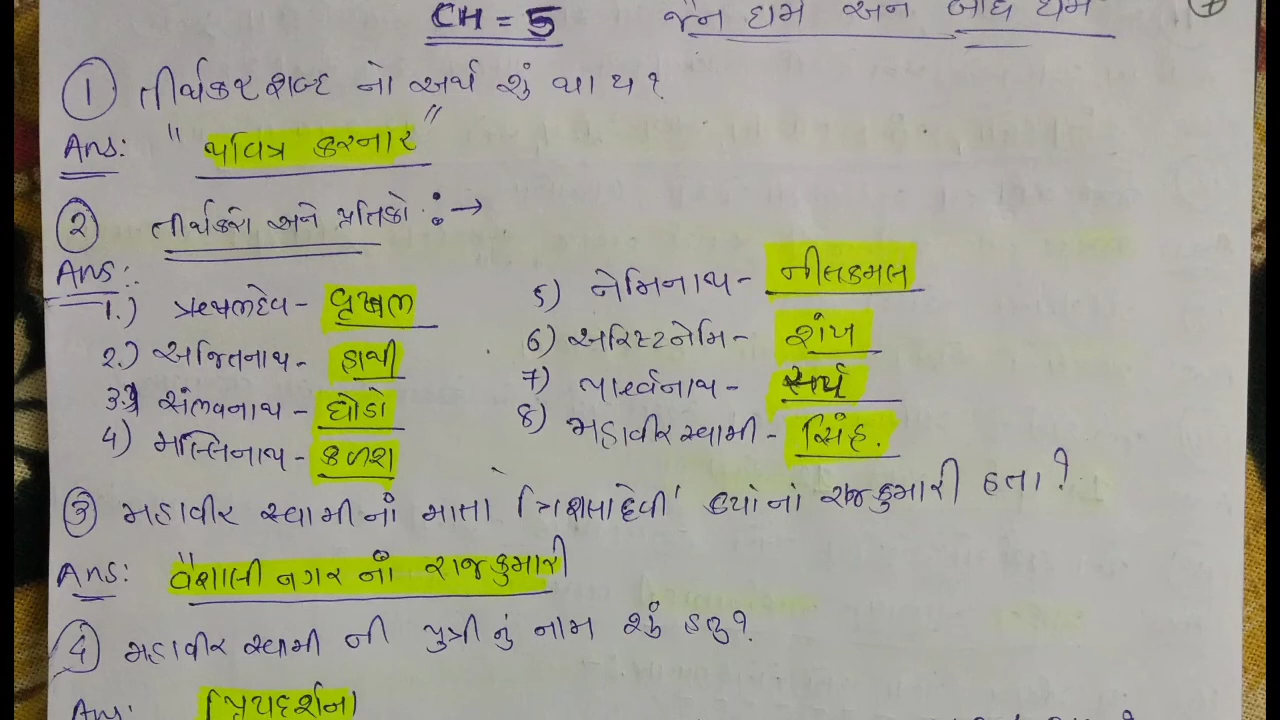 CH = 5 જૈન ધર્મ અને બૌધ ધર્મ
① તીર્થંકર શબ્દ નો અર્થ શું થાય?
Ans: "પવિત્ર કરનાર"
② તીર્થંકરો અને પ્રતિકો :→
Ans:
1.) ઋષભદેવ - વૃષભ
2.) અજિતનાથ - હાથી
3) સંભવનાથ - ઘોડો
4) મલ્લિનાથ - કળશ
5) નેમિનાથ - નીલકમલ
6) અરિષ્ટનેમિ - શંખ
7) પાર્શ્વનાથ - સર્પ
8) મહાવીર સ્વામી - સિંહ.
③ મહાવીર સ્વામીનાં માતા 'ત્રિશલાદેવી' ક્યાંનાં રાજકુમારી હતા?
Ans: "વૈશાલી નગર નાં રાજકુમારી
④ મહાવીર સ્વામી ની પુત્રીનું નામ શું હતુ?
Ans: પ્રિયદર્શના